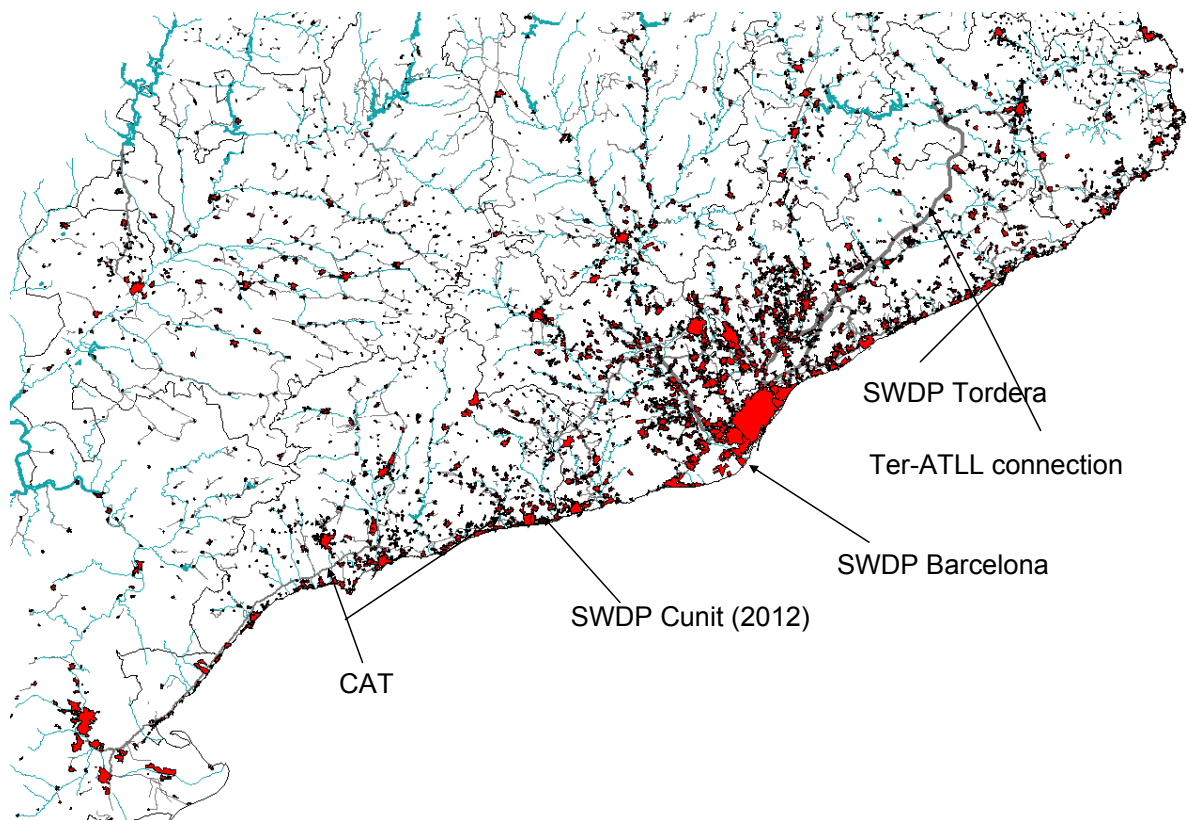 SWDP Tordera
Ter-ATLL connection
SWDP Barcelona
SWDP Cunit (2012)
CAT